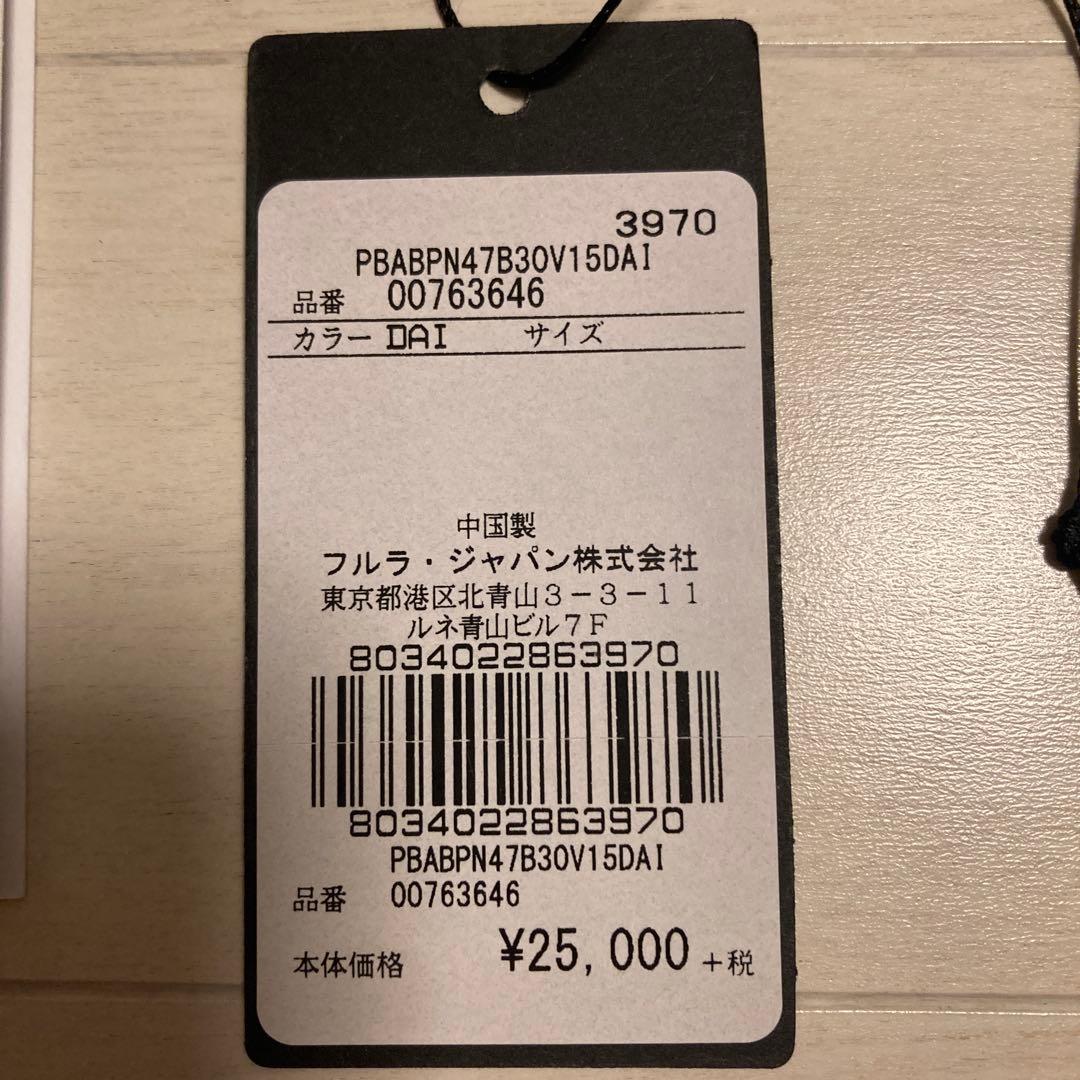 3970
PBABPN47B30V15DAI
品番 00763646
カラー DAI サイズ
中国製
フルラ・ジャパン株式会社
東京都港区北青山3-3-11
ルネ青山ビル7F
8034022863970
8034022863970
PBABPN47B30V15DAI
品番 00763646
本体価格 ¥25,000 +税